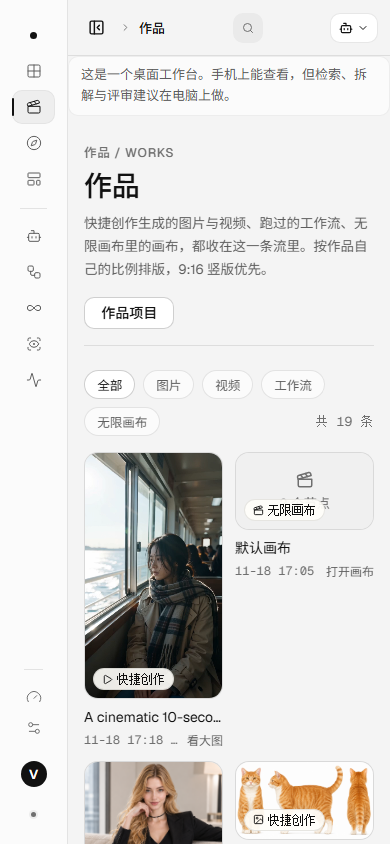 作品
这是一个桌面工作台。手机上能查看，但检索、拆
解与评审建议在电脑上做。
作品 / WORKS
作品
快捷创作生成的图片与视频、跑过的工作流、无
限画布里的画布，都收在这一条流里。按作品自
己的比例排版，9:16 竖版优先。
作品项目
全部 图片 视频 工作流
无限画布 共 19 条
快捷创作
A cinematic 10-seco…
11-18 17:18 … 看大图
无限画布
默认画布
11-18 17:05 打开画布
快捷创作
V